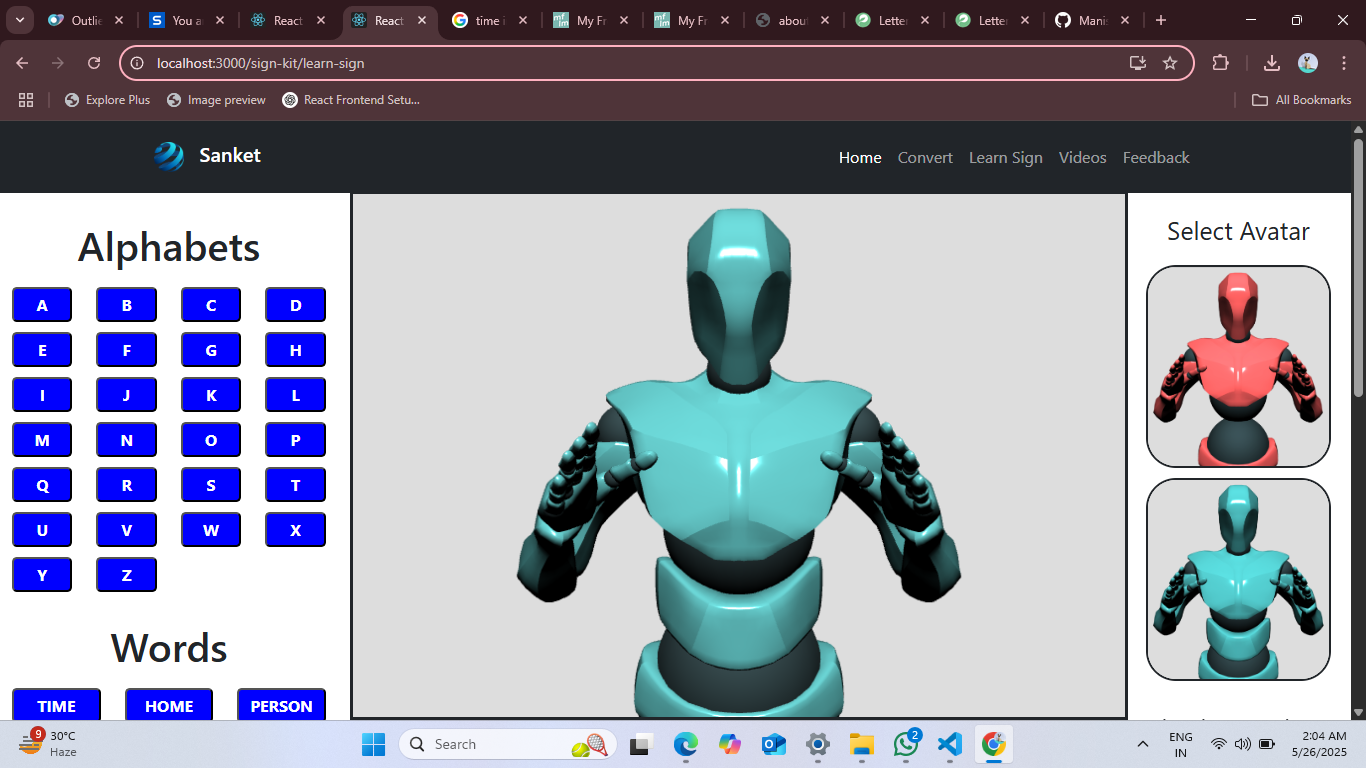 Outlie
You a
React
React
time i
My Fr
My Fr
abou
Letter
Letter
Manis
localhost:3000/sign-kit/learn-sign
Explore Plus
Image preview
React Frontend Setu...
All Bookmarks
Sanket
Home
Convert
Learn Sign
Videos
Feedback
Alphabets
A B C D
E F G H
I J K L
M N O P
Q R S T
U V W X
Y Z
Words
TIME HOME PERSON
Select Avatar
9
30°C
Haze
Search
2
ENG
IN
2:04 AM
5/26/2025